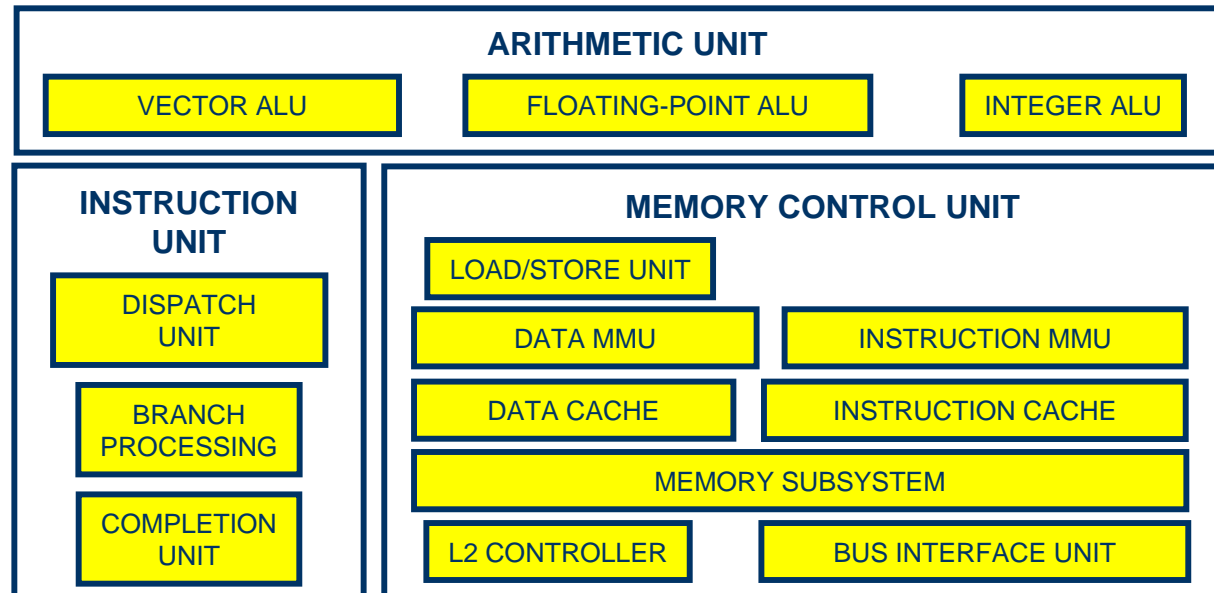 ARITHMETIC UNIT
VECTOR ALU
FLOATING-POINT ALU
INTEGER ALU
INSTRUCTION
UNIT
DISPATCH
UNIT
BRANCH
PROCESSING
COMPLETION
UNIT
MEMORY CONTROL UNIT
LOAD/STORE UNIT
DATA MMU
INSTRUCTION MMU
DATA CACHE
INSTRUCTION CACHE
MEMORY SUBSYSTEM
L2 CONTROLLER
BUS INTERFACE UNIT